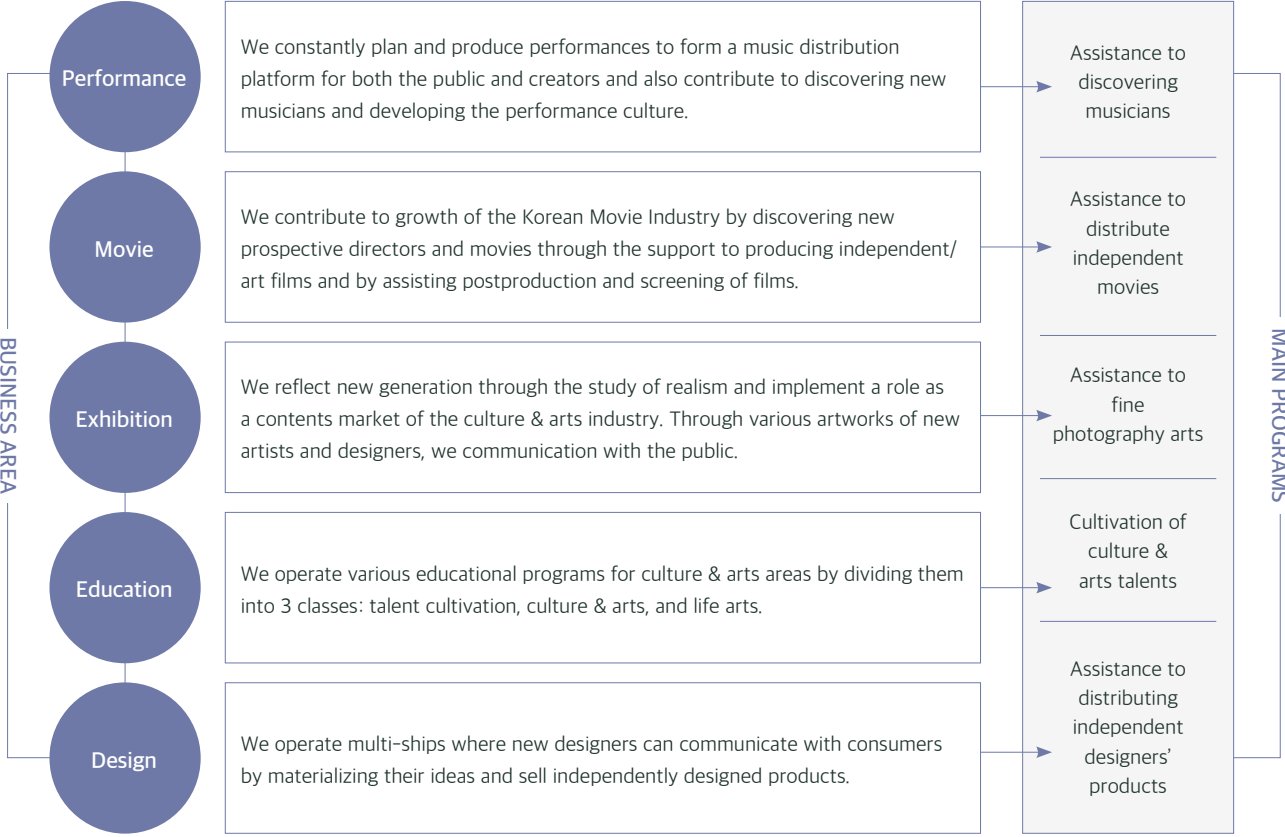 BUSINESS AREA
Performance
We constantly plan and produce performances to form a music distribution
platform for both the public and creators and also contribute to discovering new
musicians and developing the performance culture.
Assistance to
discovering
musicians
Movie
We contribute to growth of the Korean Movie Industry by discovering new
prospective directors and movies through the support to producing independent/
art films and by assisting postproduction and screening of films.
Assistance to
distribute
independent
movies
Exhibition
We reflect new generation through the study of realism and implement a role as
a contents market of the culture & arts industry. Through various artworks of new
artists and designers, we communication with the public.
Assistance to
fine
photography arts
Education
We operate various educational programs for culture & arts areas by dividing them
into 3 classes: talent cultivation, culture & arts, and life arts.
Cultivation of
culture &
arts talents
Design
We operate multi-ships where new designers can communicate with consumers
by materializing their ideas and sell independently designed products.
Assistance to
distributing
independent
designers’
products
MAIN PROGRAMS